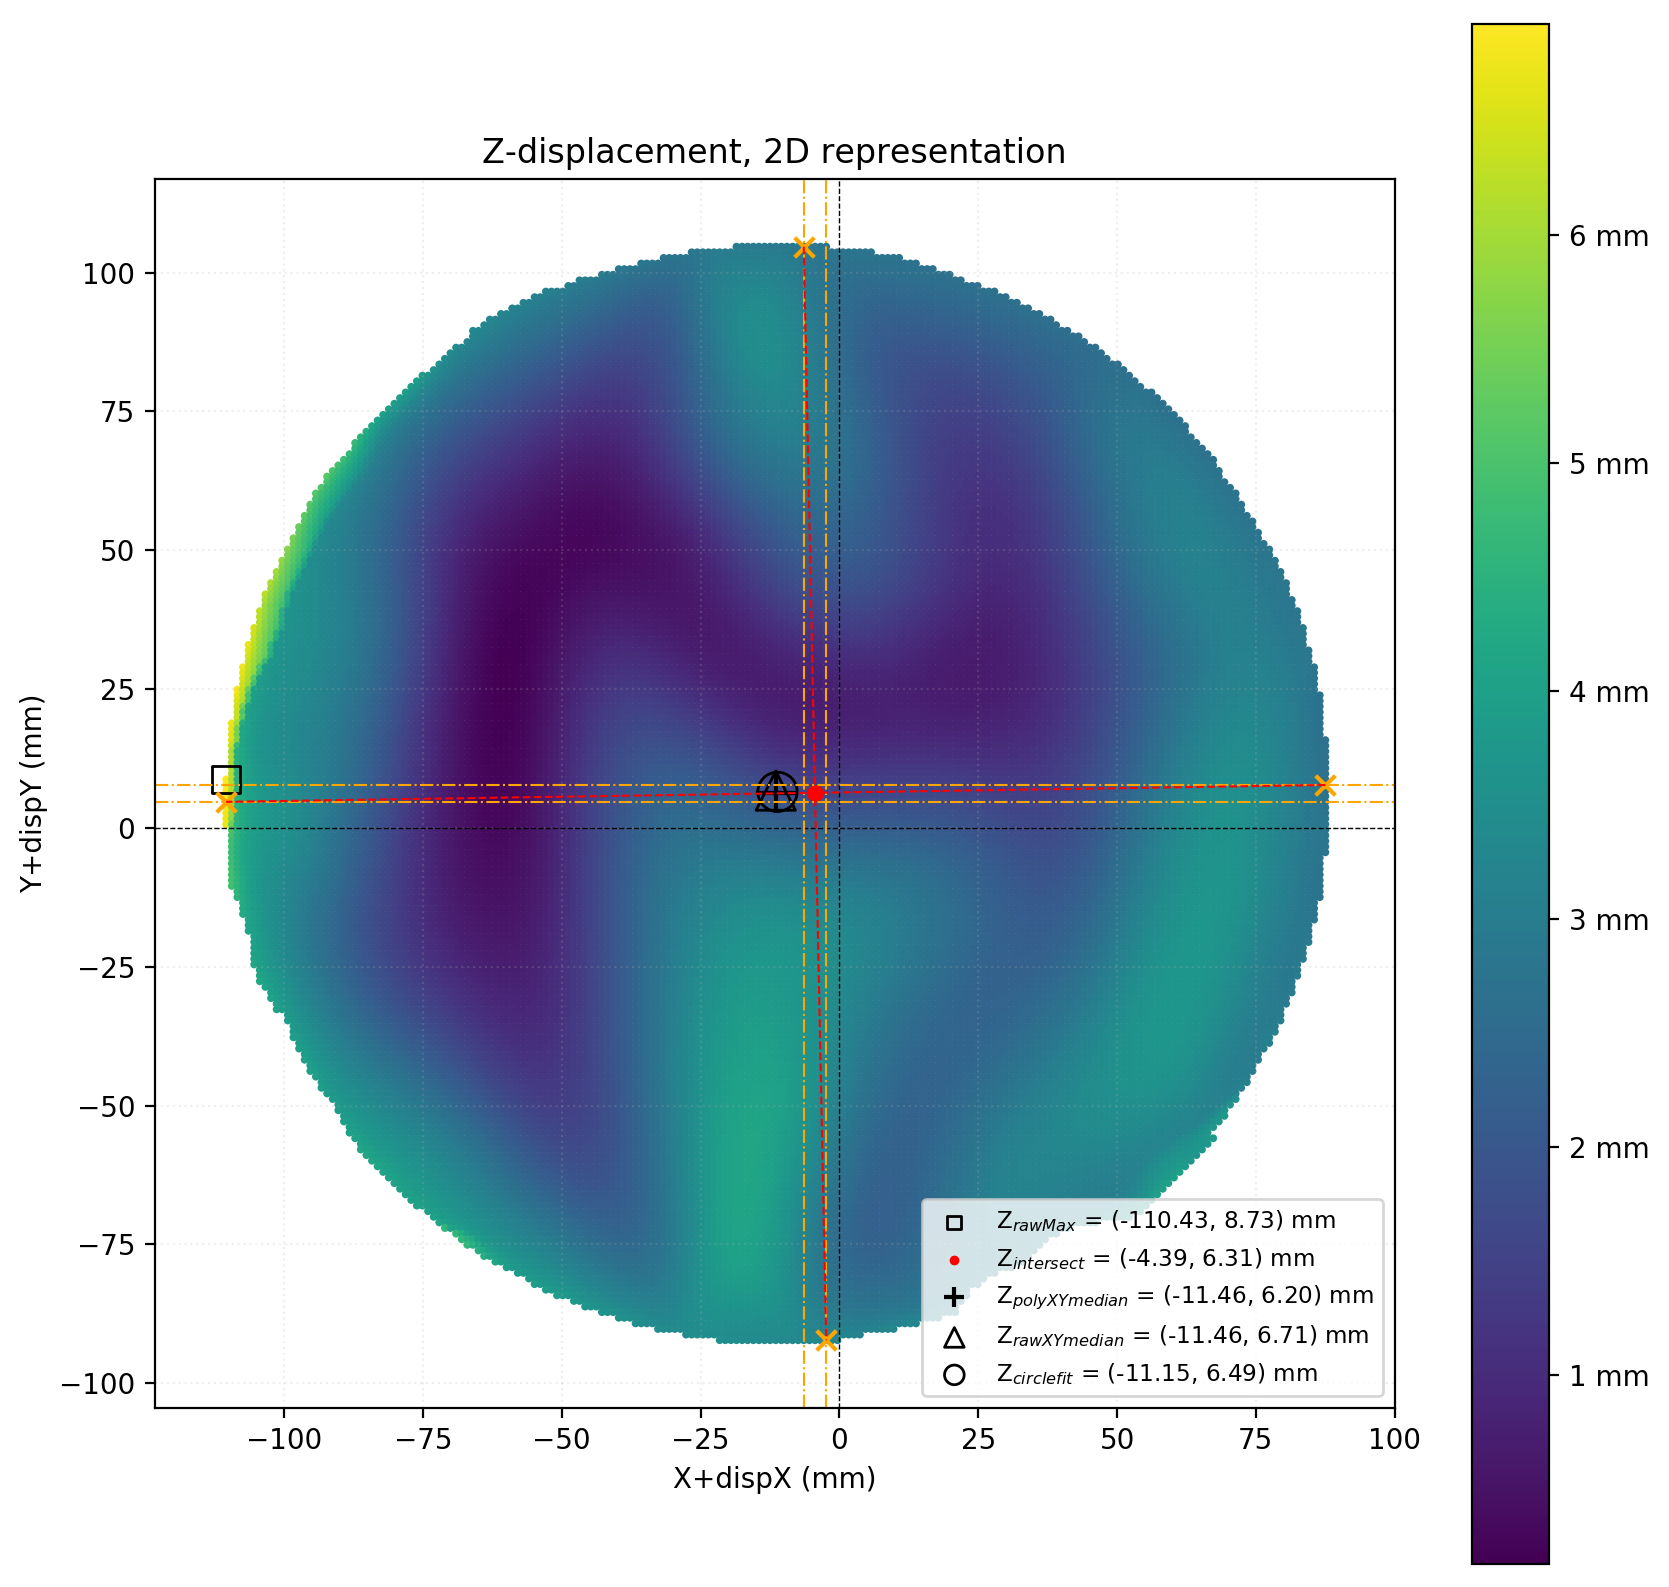 Z-displacement, 2D representation
6 mm
5 mm
4 mm
3 mm
2 mm
1 mm
Y+dispY (mm)
100
75
50
25
0
−25
−50
−75
−100
Z_rawMax = (-110.43, 8.73) mm
Z_intersect = (-4.39, 6.31) mm
Z_polyXYmedian = (-11.46, 6.20) mm
Z_rawXYmedian = (-11.46, 6.71) mm
Z_circlefit = (-11.15, 6.49) mm
−100 −75 −50 −25 0 25 50 75 100
X+dispX (mm)